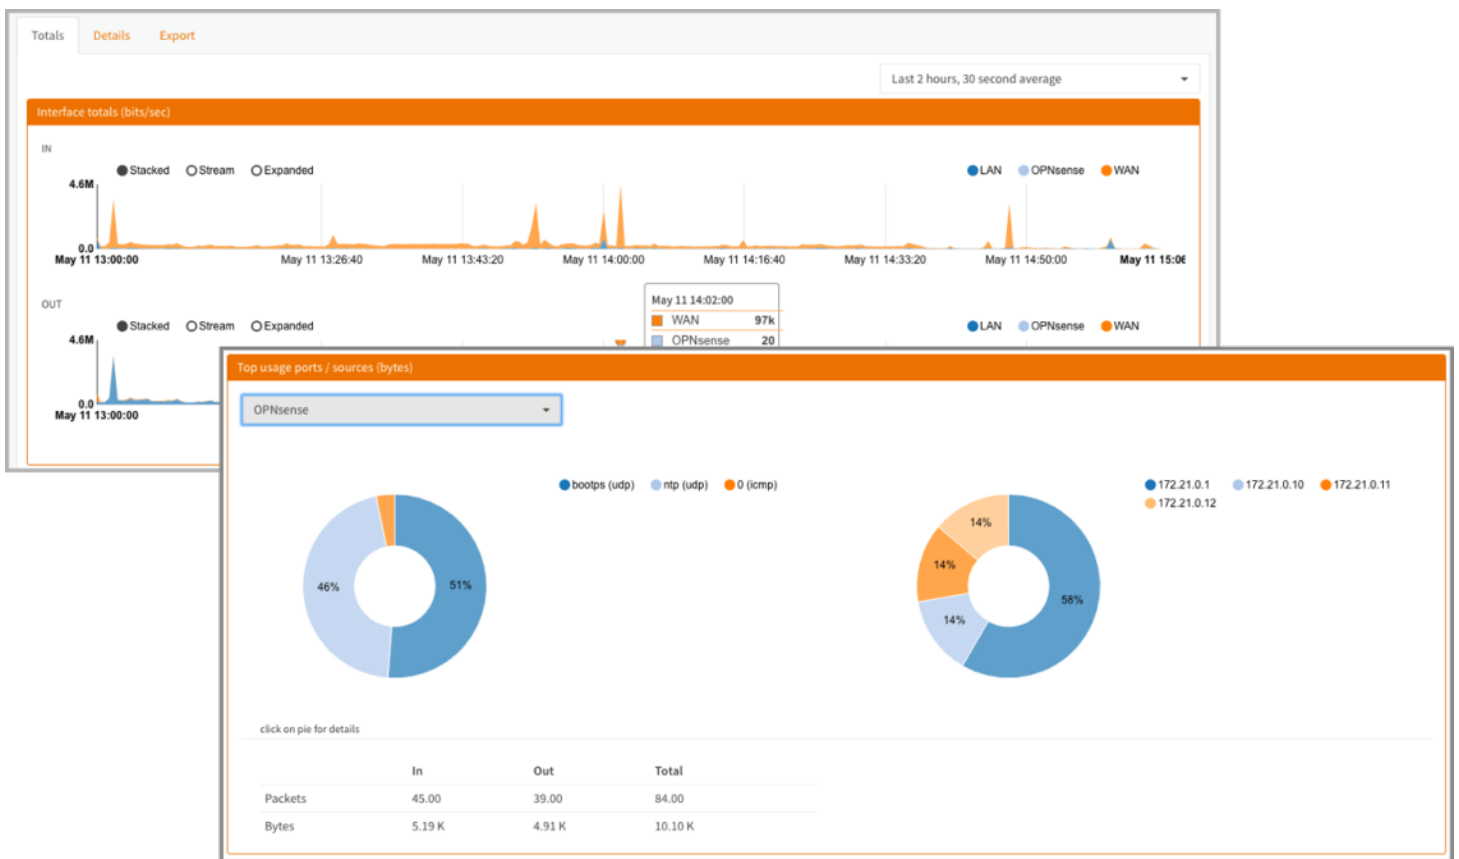 Totals Details Export
Last 2 hours, 30 second average
Interface totals (bits/sec)
IN
Stacked Stream Expanded LAN OPNsense WAN
4.6M
0.0
May 11 13:00:00 May 11 13:26:40 May 11 13:43:20 May 11 14:00:00 May 11 14:16:40 May 11 14:33:20 May 11 14:50:00 May 11 15:06
OUT
Stacked Stream Expanded LAN OPNsense WAN
May 11 14:02:00
WAN 97k
OPNsense 20
4.6M
0.0
May 11 13:00:00
Top usage ports / sources (bytes)
OPNsense
bootps (udp) ntp (udp) 0 (icmp)
46%
51%
172.21.0.1 172.21.0.10 172.21.0.11
172.21.0.12
14%
14%
14%
58%
click on pie for details
In Out Total
Packets 45.00 39.00 84.00
Bytes 5.19 K 4.91 K 10.10 K